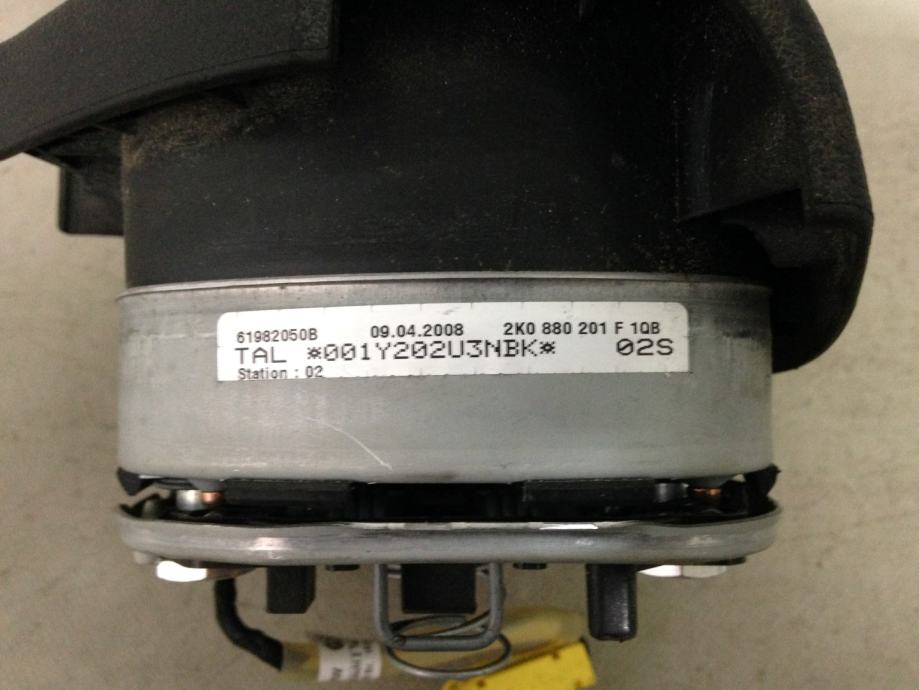 61982050B 09.04.2008 2K0 880 201 F 1QB
TAL *001Y202U3NBK* 02S
Station : 02